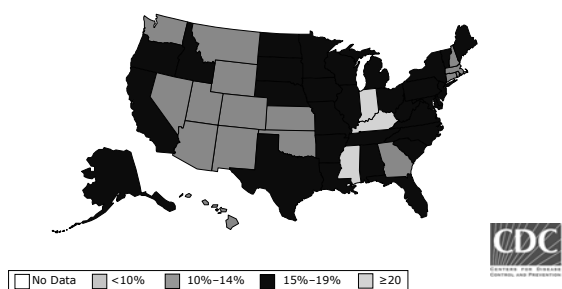 CDC
CENTERS FOR DISEASE
CONTROL AND PREVENTION
No Data <10% 10%–14% 15%–19% ≥20